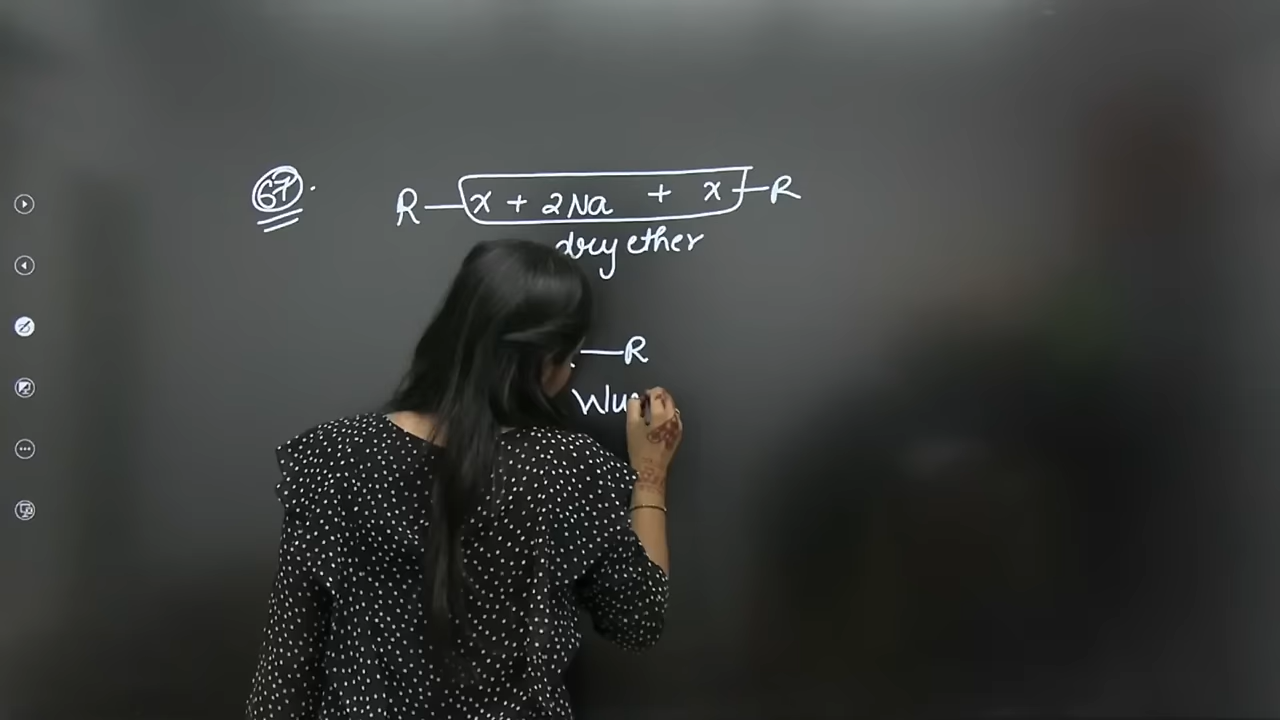 67.
R—x + 2Na + x—R
dry ether
—R
Wu